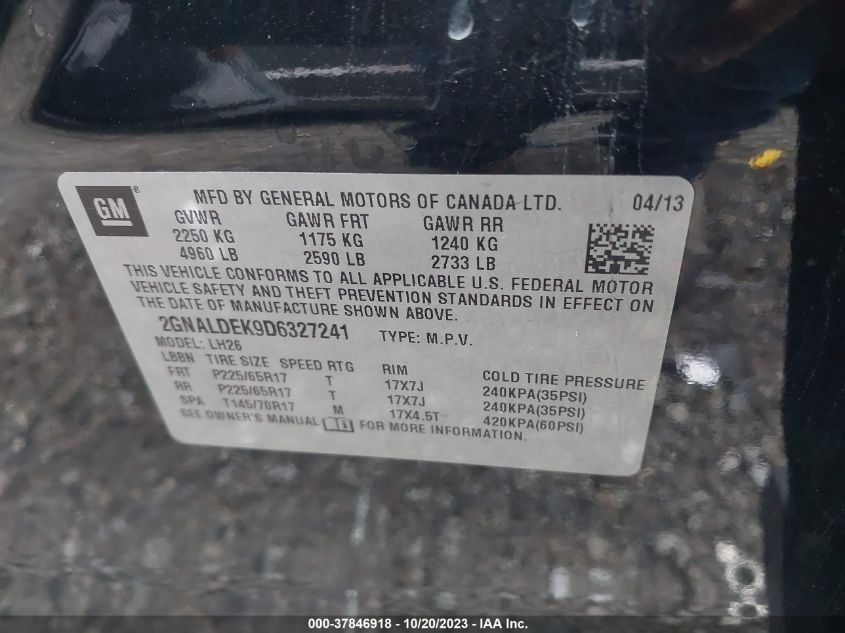 GM ®
MFD BY GENERAL MOTORS OF CANADA LTD. 04/13
GVWR GAWR FRT GAWR RR
2250 KG 1175 KG 1240 KG
4960 LB 2590 LB 2733 LB
THIS VEHICLE CONFORMS TO ALL APPLICABLE U.S. FEDERAL MOTOR
VEHICLE SAFETY AND THEFT PREVENTION STANDARDS IN EFFECT ON
THE DATE OF MANUFACTURE SHOWN ABOVE.
2GNALDEK9D6327241 TYPE: M.P.V.
MODEL: LH26
LBBN TIRE SIZE SPEED RTG RIM COLD TIRE PRESSURE
FRT P225/65R17 T 17X7J 240KPA(35PSI)
RR P225/65R17 T 17X7J 240KPA(35PSI)
SPA T145/70R17 M 17X4.5T 420KPA(60PSI)
SEE OWNER'S MANUAL FOR MORE INFORMATION.
000-37846918 - 10/20/2023 - IAA Inc.